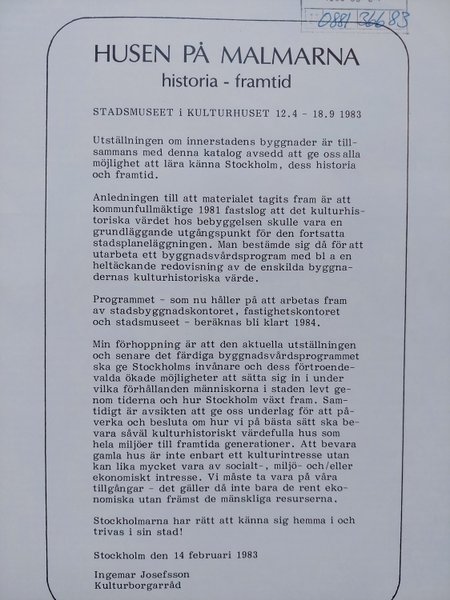 0881 36683
HUSEN PÅ MALMARNA
historia - framtid
STADSMUSEET i KULTURHUSET 12.4 - 18.9 1983
Utställningen om innerstadens byggnader är till-
sammans med denna katalog avsedd att ge oss alla
möjlighet att lära känna Stockholm, dess historia
och framtid.
Anledningen till att materialet tagits fram är att
kommunfullmäktige 1981 fastslog att det kulturhis-
toriska värdet hos bebyggelsen skulle vara en
grundläggande utgångspunkt för den fortsatta
stadsplaneläggningen. Man bestämde sig då för att
utarbeta ett byggnadsvårdsprogram med bl a en
heltäckande redovisning av de enskilda byggna-
dernas kulturhistoriska värde.
Programmet - som nu håller på att arbetas fram
av stadsbyggnadskontoret, fastighetskontoret
och stadsmuseet - beräknas bli klart 1984.
Min förhoppning är att den aktuella utställningen
och senare det färdiga byggnadsvårdsprogrammet
ska ge Stockholms invånare och dess förtroende-
valda ökade möjligheter att sätta sig in i under
vilka förhållanden människorna i staden levt ge-
nom tiderna och hur Stockholm växt fram. Sam-
tidigt är avsikten att ge oss underlag för att på-
verka och besluta om hur vi på bästa sätt ska be-
vara såväl kulturhistoriskt värdefulla hus som
hela miljöer till framtida generationer. Att bevara
gamla hus är inte enbart ett kulturintresse utan
kan lika mycket vara av socialt-, miljö- och/eller
ekonomiskt intresse. Vi måste ta vara på våra
tillgångar - det gäller då inte bara de rent eko-
nomiska utan främst de mänskliga resurserna.
Stockholmarna har rätt att känna sig hemma i och
trivas i sin stad!
Stockholm den 14 februari 1983
Ingemar Josefsson
Kulturborgarråd